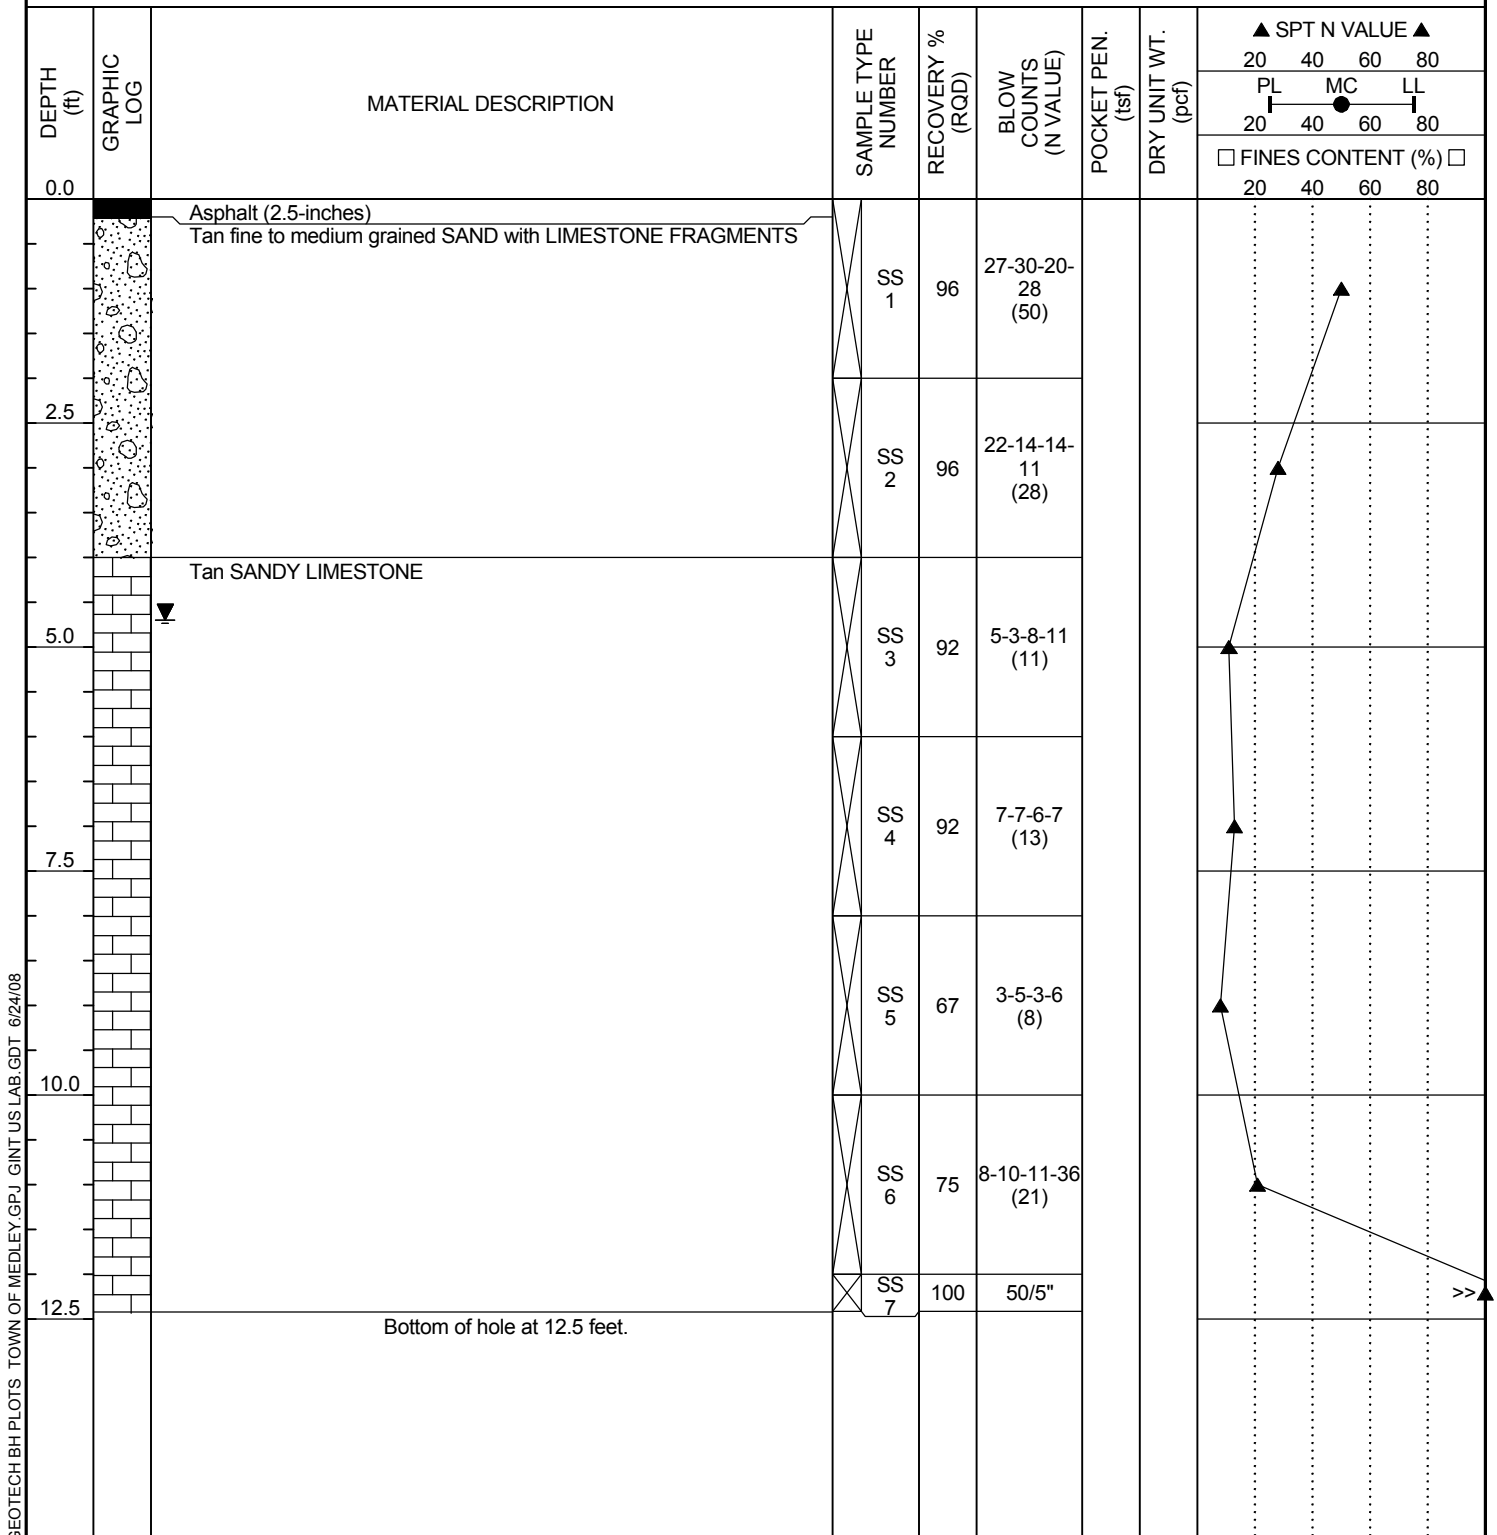 DEPTH
(ft)
GRAPHIC
LOG
MATERIAL DESCRIPTION
SAMPLE TYPE
NUMBER
RECOVERY %
(RQD)
BLOW
COUNTS
(N VALUE)
POCKET PEN.
(tsf)
DRY UNIT WT.
(pcf)
▲ SPT N VALUE ▲
20 40 60 80
PL MC LL
20 40 60 80
□ FINES CONTENT (%) □
20 40 60 80
0.0
Asphalt (2.5-inches)
Tan fine to medium grained SAND with LIMESTONE FRAGMENTS
SS
1
96
27-30-20-
28
(50)
2.5
SS
2
96
22-14-14-
11
(28)
Tan SANDY LIMESTONE
5.0
SS
3
92
5-3-8-11
(11)
SS
4
92
7-7-6-7
(13)
7.5
SS
5
67
3-5-3-6
(8)
10.0
SS
6
75
8-10-11-36
(21)
SS
7
100
50/5"
>>
12.5
Bottom of hole at 12.5 feet.
GEOTECH BH PLOTS TOWN OF MEDLEY.GPJ GINT US LAB.GDT 6/24/08